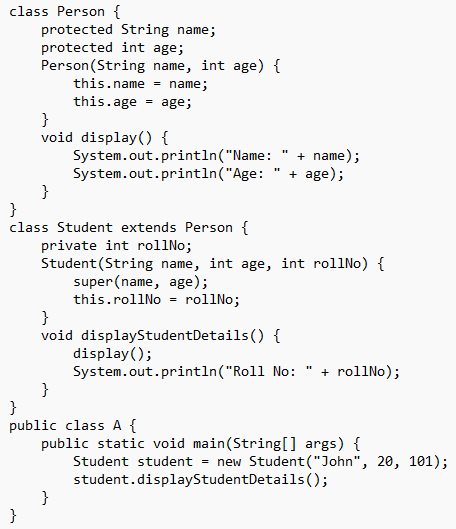 class Person {
    protected String name;
    protected int age;
    Person(String name, int age) {
        this.name = name;
        this.age = age;
    }
    void display() {
        System.out.println("Name: " + name);
        System.out.println("Age: " + age);
    }
}
class Student extends Person {
    private int rollNo;
    Student(String name, int age, int rollNo) {
        super(name, age);
        this.rollNo = rollNo;
    }
    void displayStudentDetails() {
        display();
        System.out.println("Roll No: " + rollNo);
    }
}
public class A {
    public static void main(String[] args) {
        Student student = new Student("John", 20, 101);
        student.displayStudentDetails();
    }
}